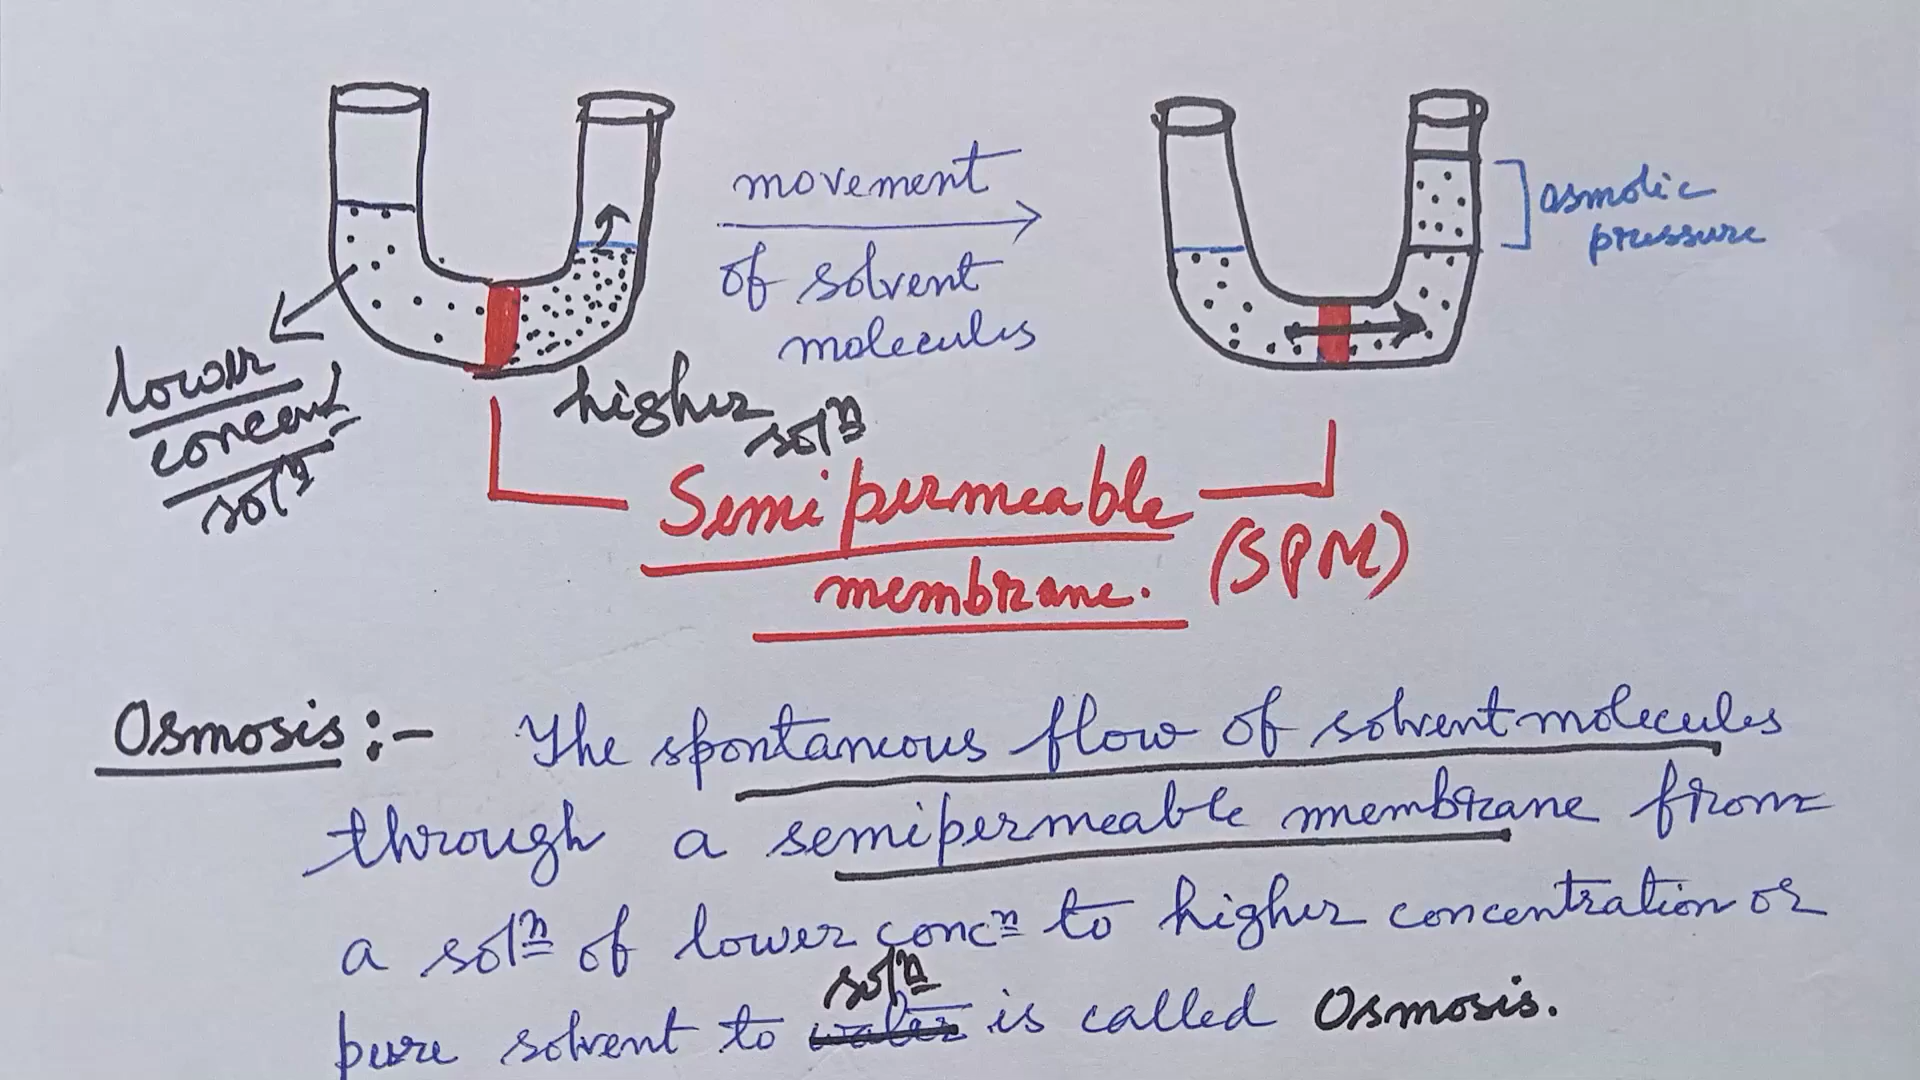 movement
of solvent
molecules
osmotic
pressure
lower
concent
solⁿ
higher
solⁿ
Semipermeable
membrane.
(SPM)
Osmosis :- The spontaneous flow of solvent molecules
through a semipermeable membrane from
a solⁿ of lower concⁿ to higher concentration or
solⁿ
pure solvent to water is called Osmosis.